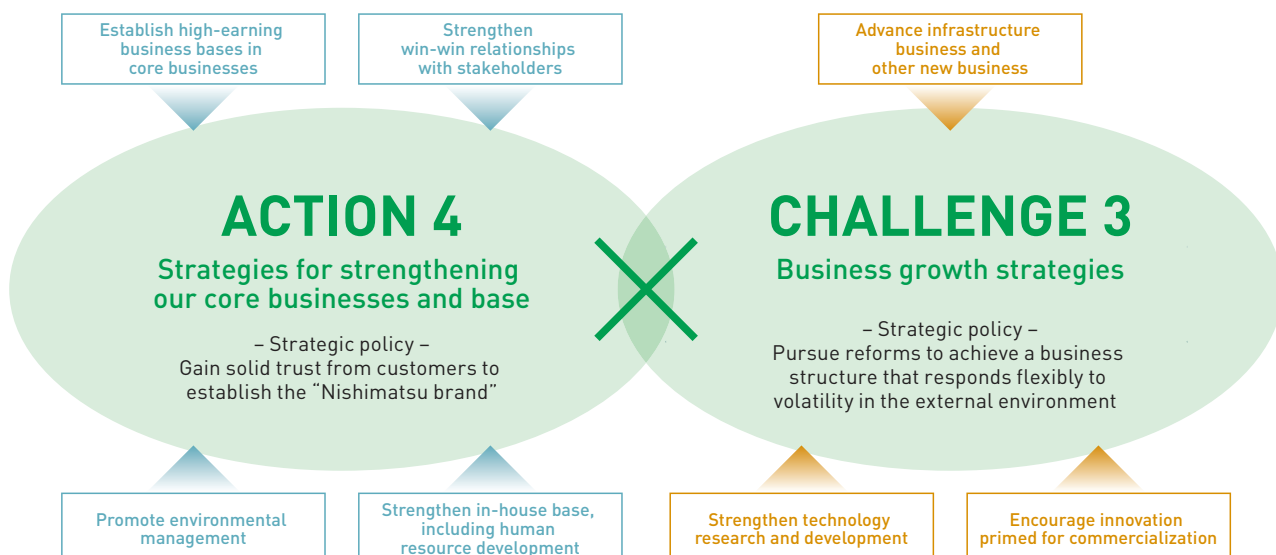 Establish high-earning
business bases in
core businesses
Strengthen
win-win relationships
with stakeholders
Advance infrastructure
business and
other new business
ACTION 4
Strategies for strengthening
our core businesses and base
– Strategic policy –
Gain solid trust from customers to
establish the “Nishimatsu brand”
CHALLENGE 3
Business growth strategies
– Strategic policy –
Pursue reforms to achieve a business
structure that responds flexibly to
volatility in the external environment
Promote environmental
management
Strengthen in-house base,
including human
resource development
Strengthen technology
research and development
Encourage innovation
primed for commercialization